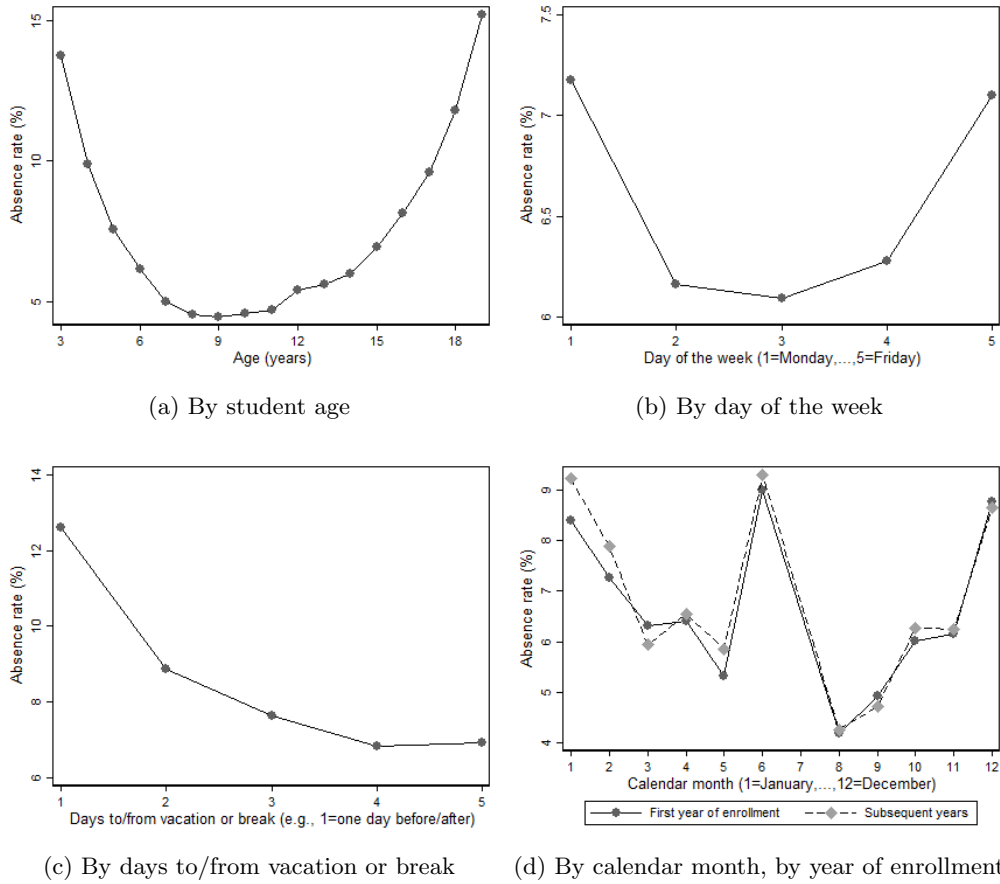 15
10
5
Absence rate (%)
3 6 9 12 15 18
Age (years)
(a) By student age
7.5
7
6.5
6
Absence rate (%)
1 2 3 4 5
Day of the week (1=Monday,...,5=Friday)
(b) By day of the week
14
12
10
8
6
Absence rate (%)
1 2 3 4 5
Days to/from vacation or break (e.g., 1=one day before/after)
(c) By days to/from vacation or break
9
8
7
6
5
4
Absence rate (%)
1 2 3 4 5 6 7 8 9 10 11 12
Calendar month (1=January,...,12=December)
First year of enrollment Subsequent years
(d) By calendar month, by year of enrollment